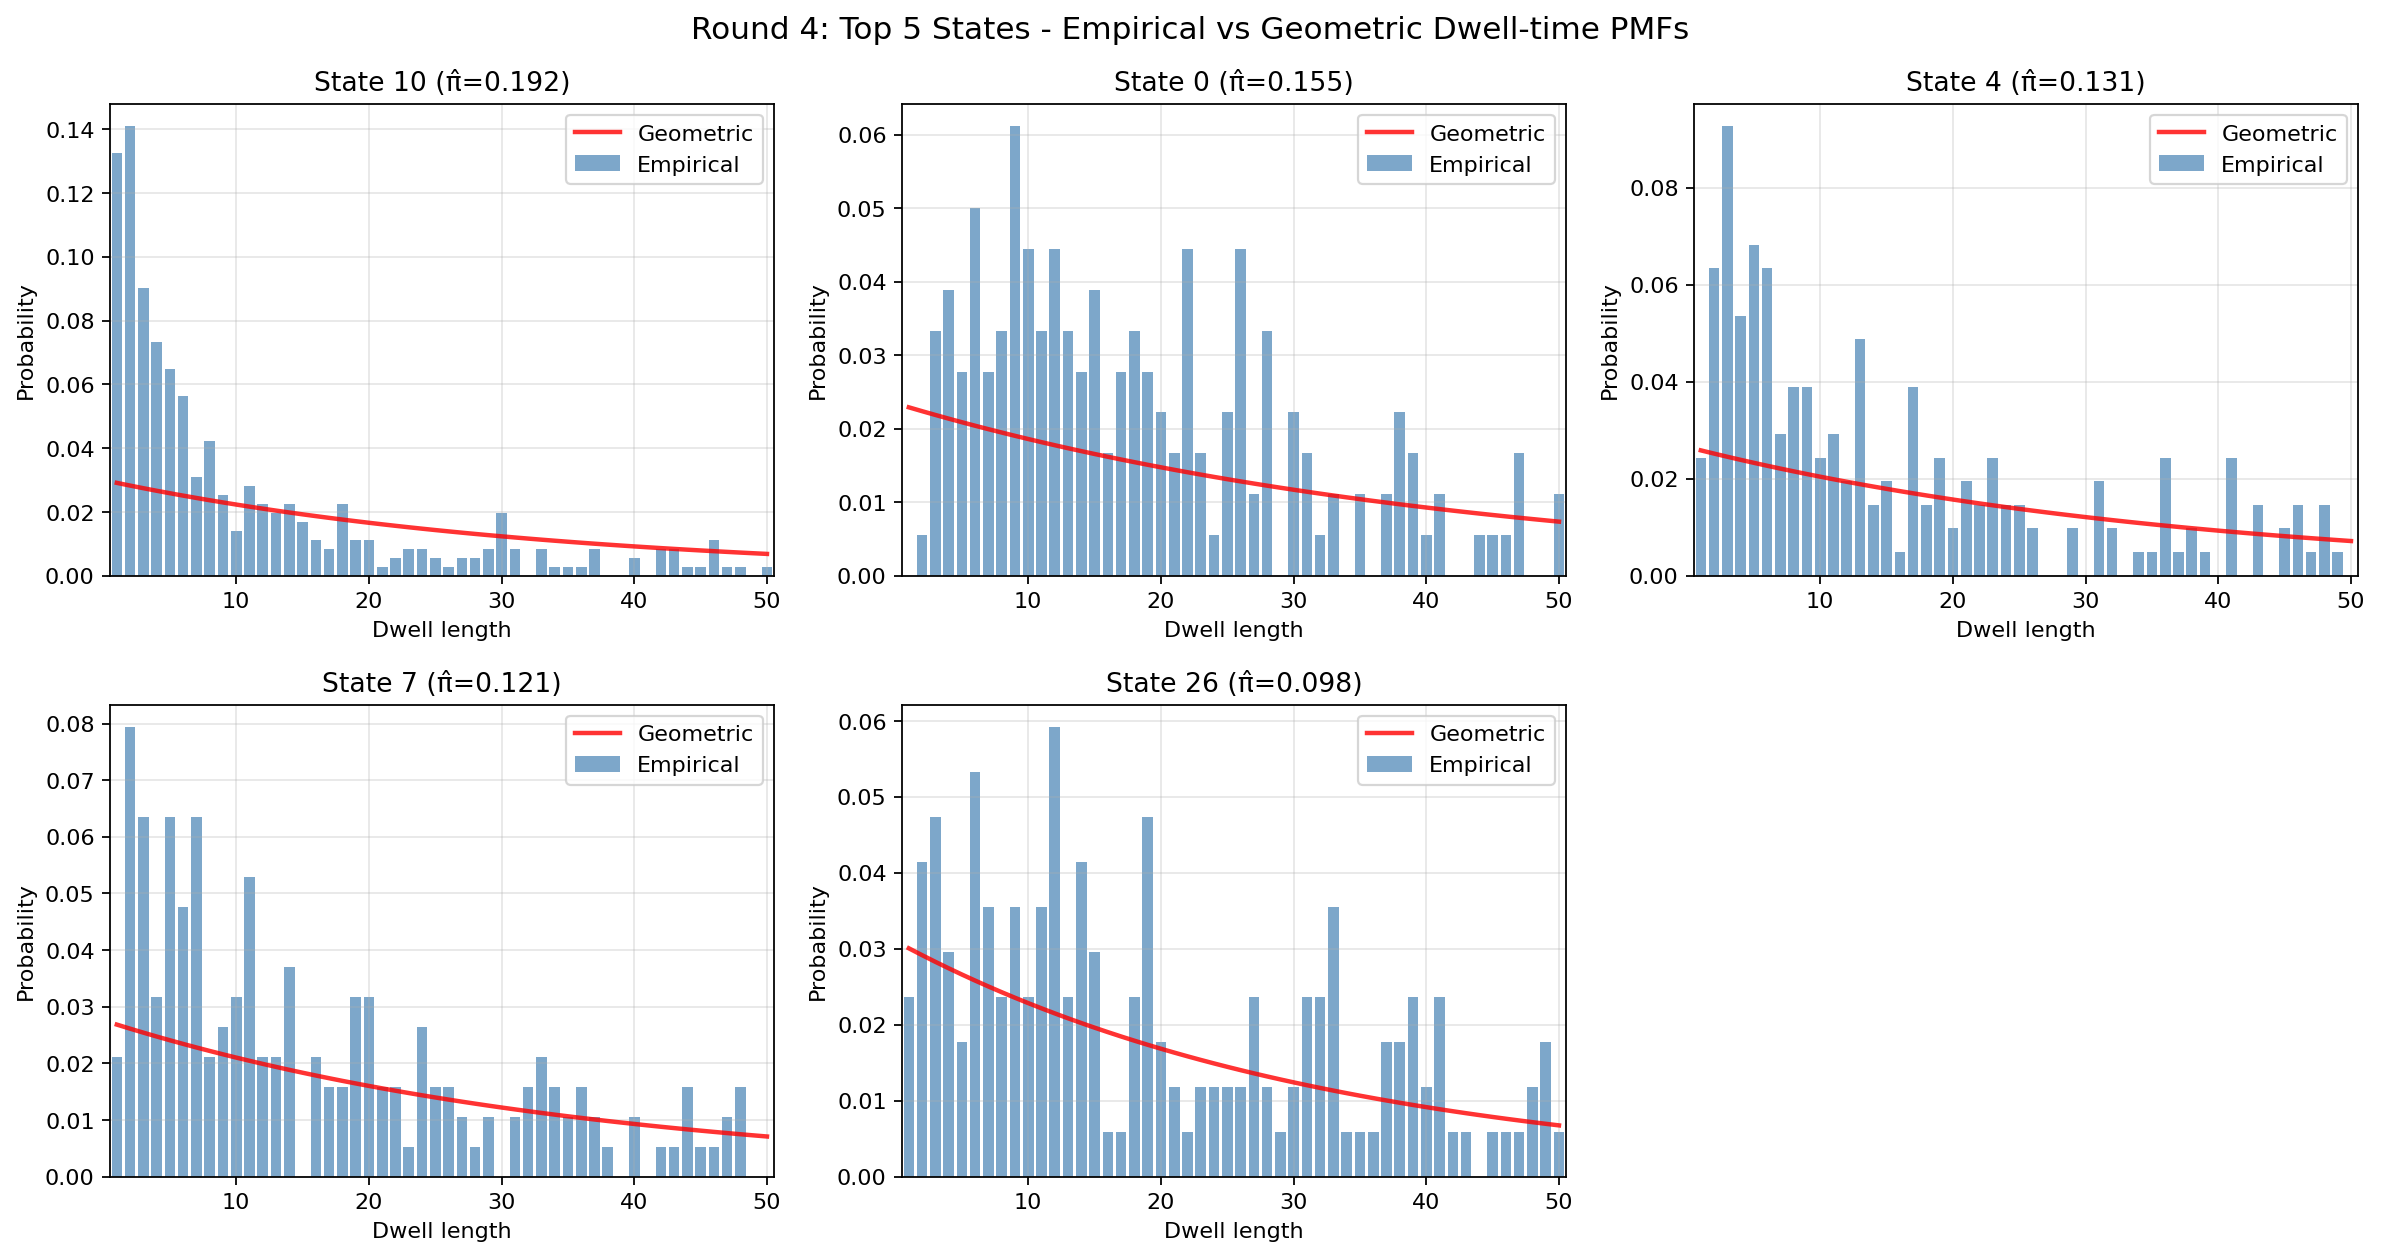 Round 4: Top 5 States - Empirical vs Geometric Dwell-time PMFs
State 10 (π̂=0.192)
0.14
0.12
0.10
0.08
0.06
0.04
0.02
0.00
Probability
Geometric
Empirical
10 20 30 40 50
Dwell length
State 0 (π̂=0.155)
0.06
0.05
0.04
0.03
0.02
0.01
0.00
Probability
Geometric
Empirical
10 20 30 40 50
Dwell length
State 4 (π̂=0.131)
0.08
0.06
0.04
0.02
0.00
Probability
Geometric
Empirical
10 20 30 40 50
Dwell length
State 7 (π̂=0.121)
0.08
0.07
0.06
0.05
0.04
0.03
0.02
0.01
0.00
Probability
Geometric
Empirical
10 20 30 40 50
Dwell length
State 26 (π̂=0.098)
0.06
0.05
0.04
0.03
0.02
0.01
0.00
Probability
Geometric
Empirical
10 20 30 40 50
Dwell length